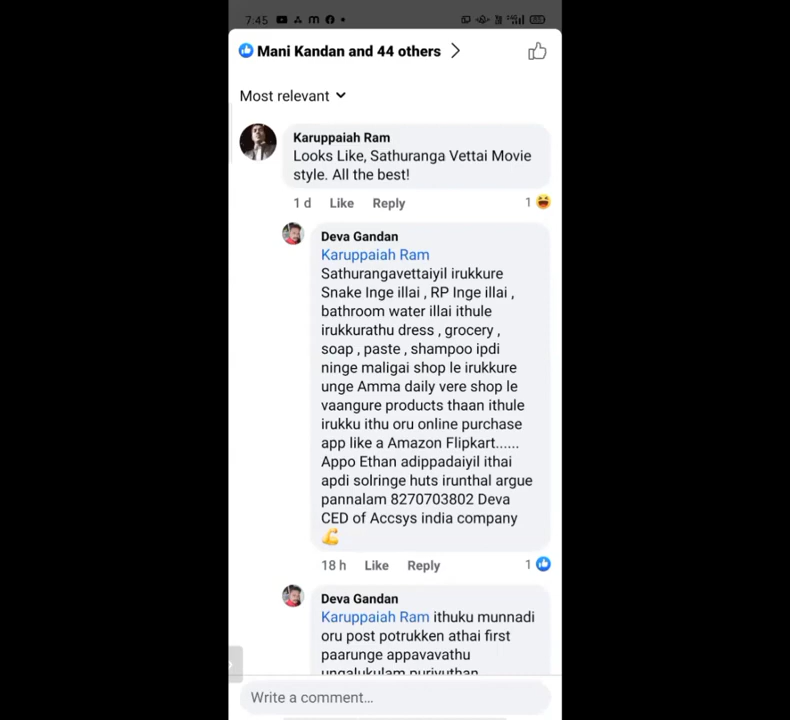 7:45
Mani Kandan and 44 others
Most relevant
Karuppaiah Ram
Looks Like, Sathuranga Vettai Movie
style. All the best!
1 d Like Reply 1
Deva Gandan
Karuppaiah Ram
Sathurangavettaiyil irukkure
Snake Inge illai , RP Inge illai ,
bathroom water illai ithule
irukkurathu dress , grocery ,
soap , paste , shampoo ipdi
ninge maligai shop le irukkure
unge Amma daily vere shop le
vaangure products thaan ithule
irukku ithu oru online purchase
app like a Amazon Flipkart......
Appo Ethan adippadaiyil ithai
apdi solringe huts irunthal argue
pannalam 8270703802 Deva
CED of Accsys india company
18 h Like Reply 1
Deva Gandan
Karuppaiah Ram ithuku munnadi
oru post potrukken athai first
paarunge appavavathu
ungalukulam puriyuthan
Write a comment...